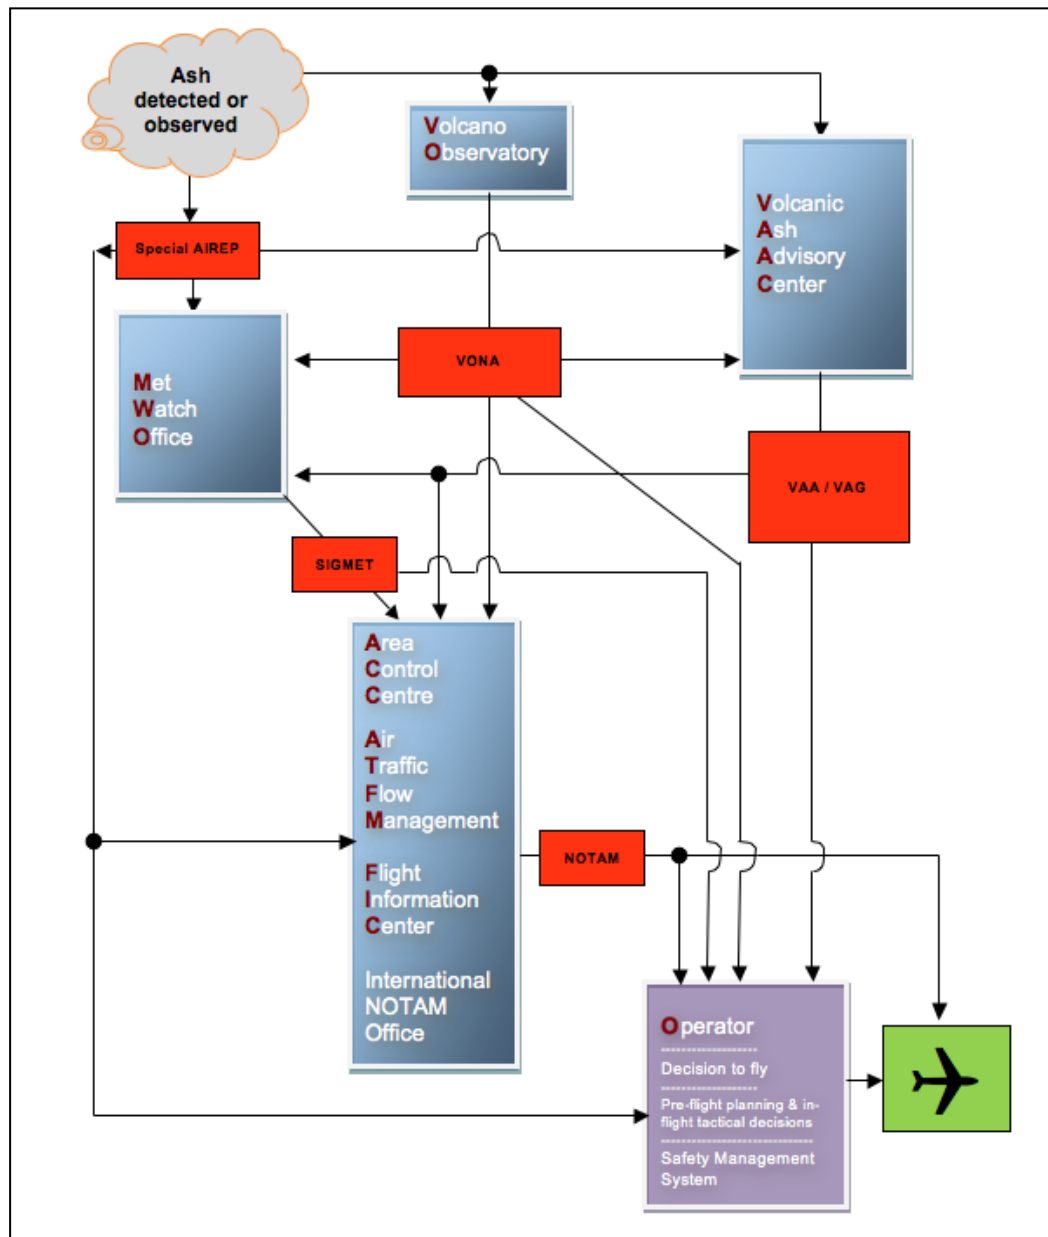 Ash
detected or
observed
Volcano
Observatory
Volcanic
Ash
Advisory
Center
Special AIREP
VONA
Met
Watch
Office
VAA / VAG
SIGMET
Area
Control
Centre
Air
Traffic
Flow
Management
Flight
Information
Center
International
NOTAM
Office
NOTAM
Operator
Decision to fly
Pre-flight planning & in-
flight tactical decisions
Safety Management
System